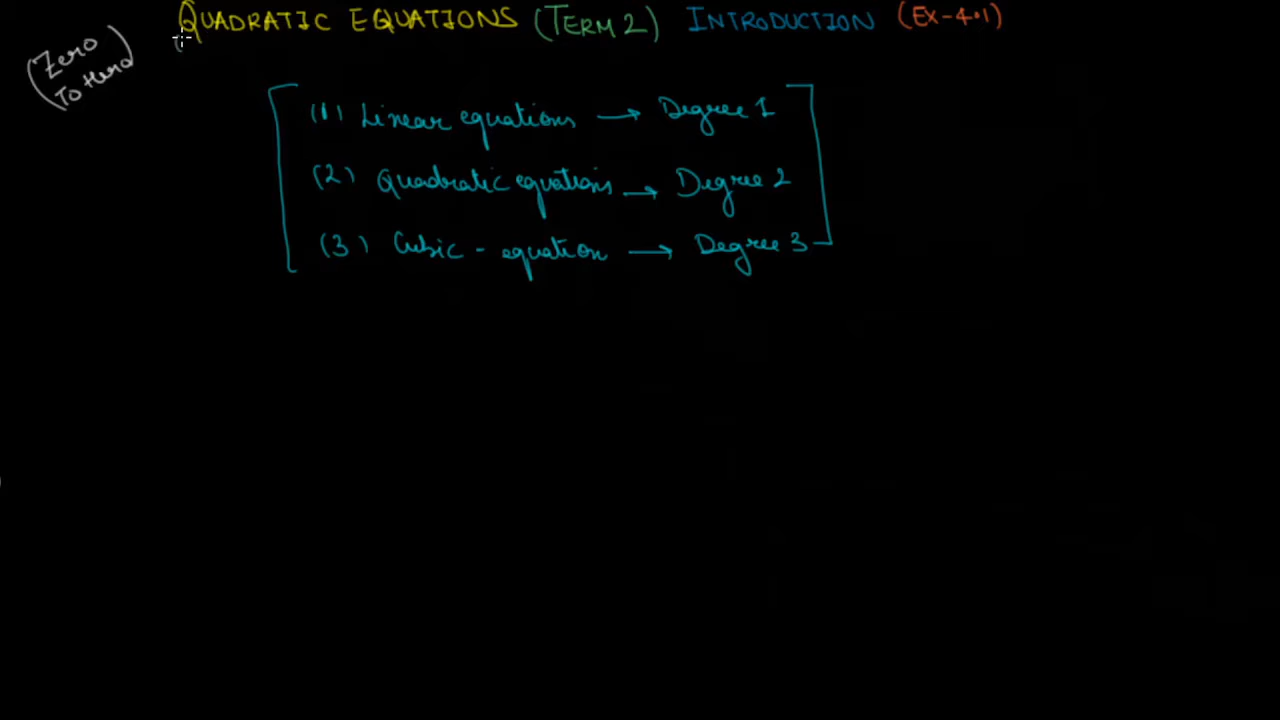 QUADRATIC EQUATIONS (TERM 2) INTRODUCTION (EX-4.1)
(Zero
To Hero)
(1) Linear equations → Degree 1
(2) Quadratic equations → Degree 2
(3) Cubic - equation → Degree 3